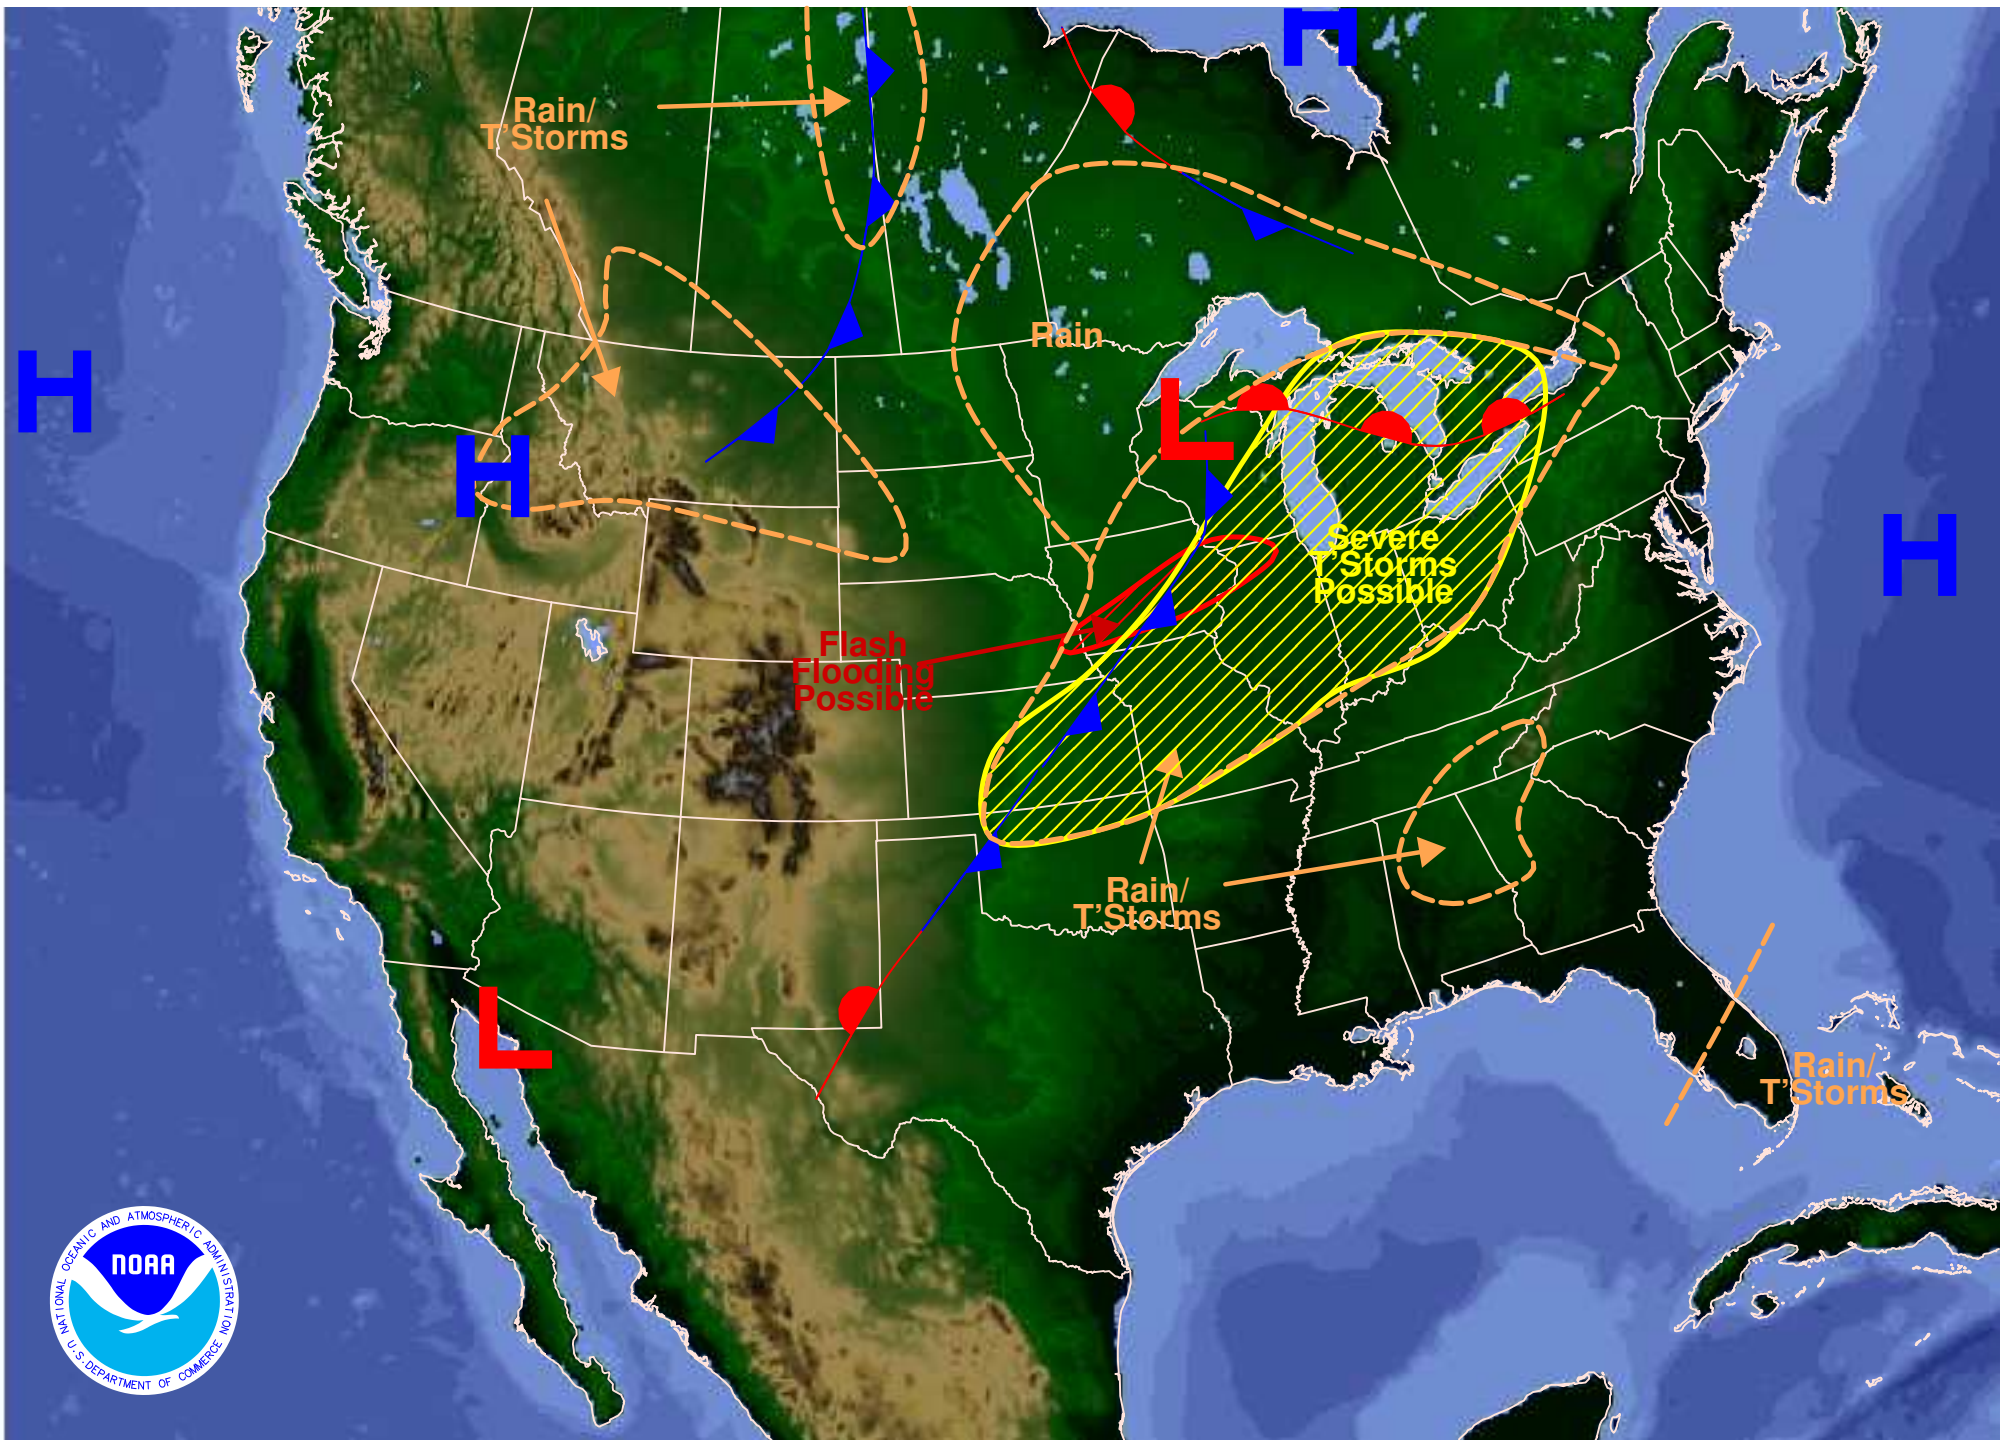 H
Rain/
T'Storms
Rain
H
H
L
Severe
T'Storms
Possible
H
Flash
Flooding
Possible
Rain/
T'Storms
L
Rain/
T'Storms
NATIONAL OCEANIC AND ATMOSPHERIC ADMINISTRATION
NOAA
U.S. DEPARTMENT OF COMMERCE